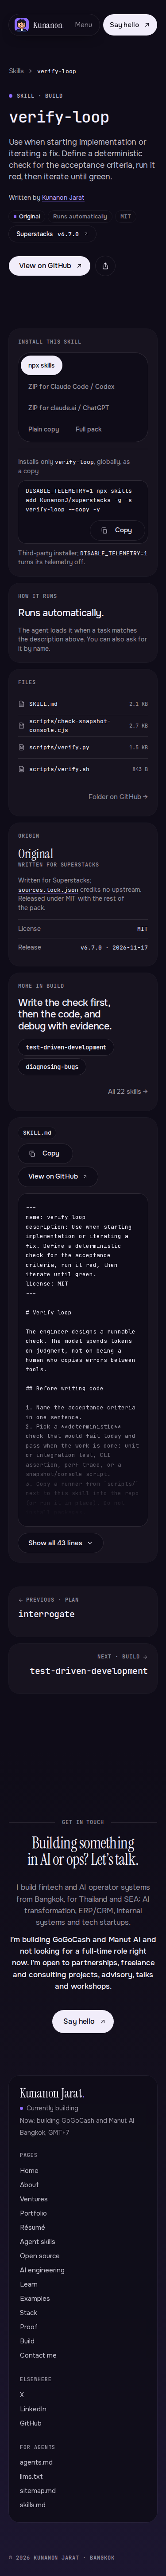 Kunanon
Menu
Say hello ↗
Skills > verify-loop
SKILL · BUILD
verify-loop
Use when starting implementation or
iterating a fix. Define a deterministic
check for the acceptance criteria, run it
red, then iterate until green.
Written by Kunanon Jarat
Original
Runs automatically
MIT
Superstacks v6.7.0 ↗
View on GitHub ↗
INSTALL THIS SKILL
npx skills
ZIP for Claude Code / Codex
ZIP for claude.ai / ChatGPT
Plain copy
Full pack
Installs only verify-loop, globally, as
a copy
DISABLE_TELEMETRY=1 npx skills
add KunanonJ/superstacks -g -s
verify-loop --copy -y
Copy
Third-party installer; DISABLE_TELEMETRY=1
turns its telemetry off.
HOW IT RUNS
Runs automatically.
The agent loads it when a task matches
the description above. You can also ask for
it by name.
FILES
SKILL.md 2.1 KB
scripts/check-snapshot-
console.cjs 2.7 KB
scripts/verify.py 1.5 KB
scripts/verify.sh 843 B
Folder on GitHub →
ORIGIN
Original
WRITTEN FOR SUPERSTACKS
Written for Superstacks;
sources.lock.json credits no upstream.
Released under MIT with the rest of
the pack.
License MIT
Release v6.7.0 · 2026-11-17
MORE IN BUILD
Write the check first,
then the code, and
debug with evidence.
test-driven-development
diagnosing-bugs
All 22 skills →
SKILL.md
Copy
View on GitHub ↗
---
name: verify-loop
description: Use when starting
implementation or iterating a
fix. Define a deterministic
check for the acceptance
criteria, run it red, then
iterate until green.
license: MIT
---
# Verify loop
The engineer designs a runnable
check. The model spends tokens
on judgment, not on being a
human who copies errors between
tools.
## Before writing code
1. Name the acceptance criteria
in one sentence.
2. Pick a **deterministic**
check that would fail today and
pass when the work is done: unit
or integration test, CLI
assertion, perf trace, or a
snapshot/console script.
3. Copy a runner from `scripts/`
Show all 43 lines
← PREVIOUS · PLAN
interrogate
NEXT · BUILD →
test-driven-development
GET IN TOUCH
Building something
in AI or ops? Let's talk.
I build fintech and AI operator systems
from Bangkok, for Thailand and SEA: AI
transformation, ERP/CRM, internal
systems and tech startups.
I'm building GoGoCash and Manut AI and
not looking for a full-time role right
now. I'm open to partnerships, freelance
and consulting projects, advisory, talks
and workshops.
Say hello ↗
Kunanon Jarat.
Currently building
Now: building GoGoCash and Manut AI
Bangkok, GMT+7
PAGES
Home
About
Ventures
Portfolio
Résumé
Agent skills
Open source
AI engineering
Learn
Examples
Stack
Proof
Build
Contact me
ELSEWHERE
X
LinkedIn
GitHub
FOR AGENTS
agents.md
llms.txt
sitemap.md
skills.md
© 2026 KUNANON JARAT · BANGKOK